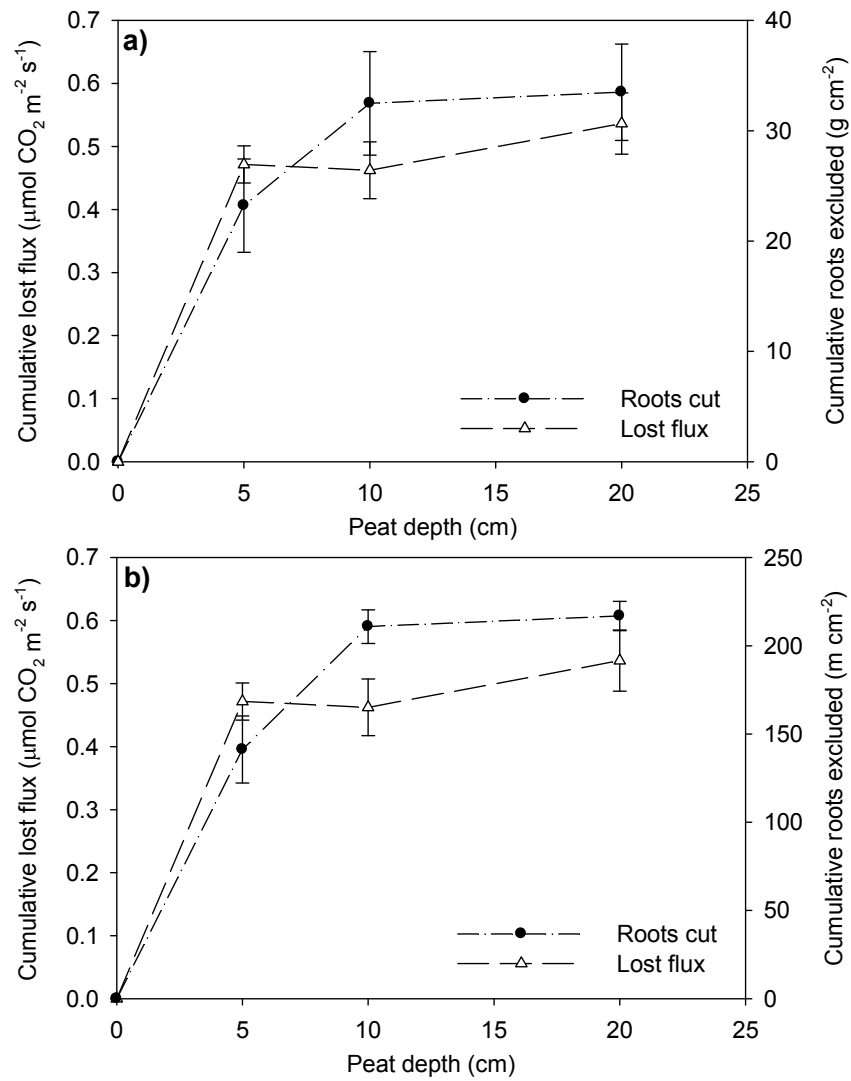 a)
Cumulative lost flux (μmol CO₂ m⁻² s⁻¹)
0.7
0.6
0.5
0.4
0.3
0.2
0.1
0.0
Cumulative roots excluded (g cm⁻²)
40
30
20
10
0
Roots cut
Lost flux
0 5 10 15 20 25
Peat depth (cm)
b)
Cumulative lost flux (μmol CO₂ m⁻² s⁻¹)
0.7
0.6
0.5
0.4
0.3
0.2
0.1
0.0
Cumulative roots excluded (m cm⁻²)
250
200
150
100
50
0
Roots cut
Lost flux
0 5 10 15 20 25
Peat depth (cm)